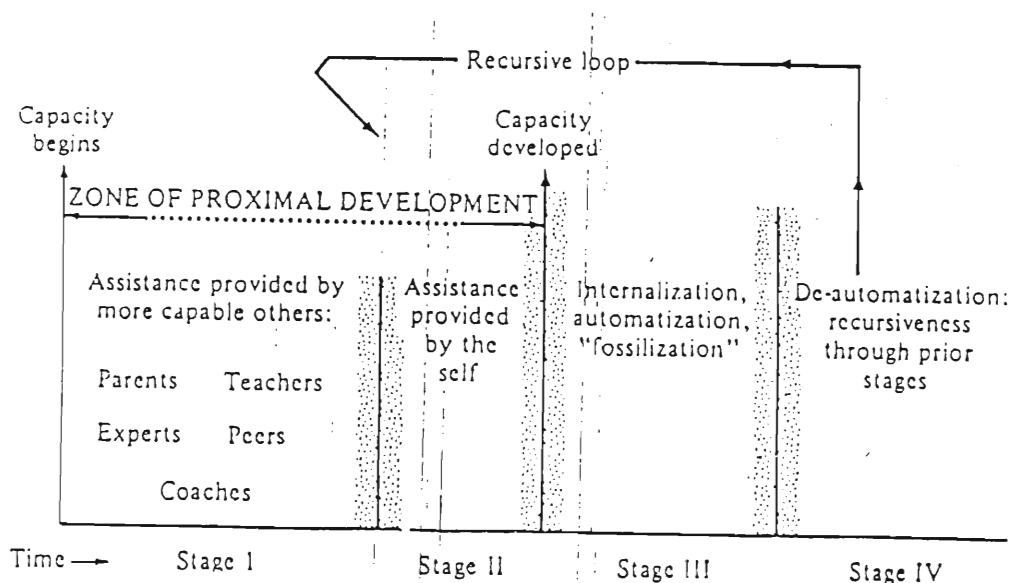 Recursive loop
Capacity
begins
Capacity
developed
ZONE OF PROXIMAL DEVELOPMENT
Assistance provided by
more capable others:
Parents Teachers
Experts Peers
Coaches
Assistance
provided
by the
self
Internalization,
automatization,
"fossilization"
De-automatization:
recursiveness
through prior
stages
Time
Stage I
Stage II
Stage III
Stage IV